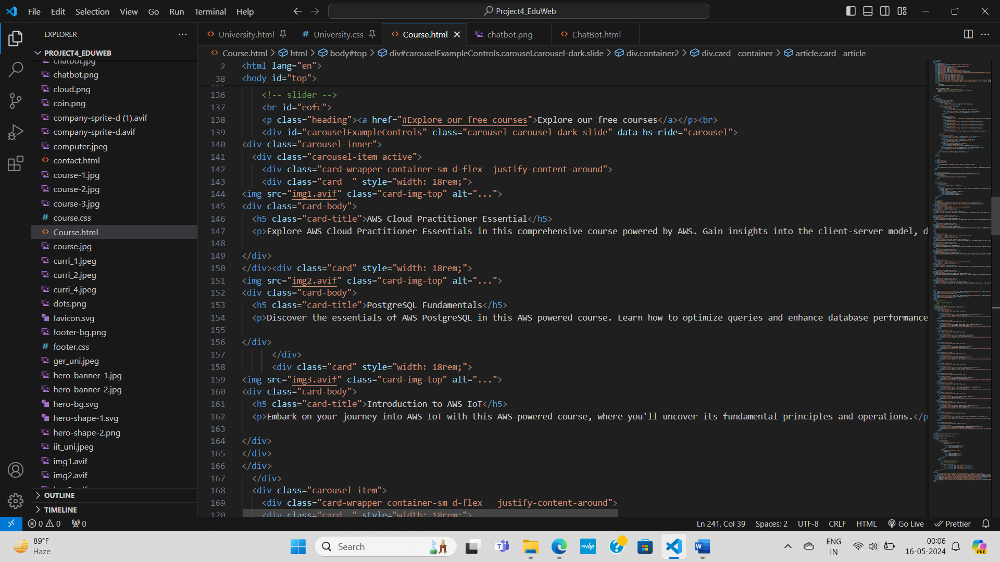 File Edit Selection View Go Run Terminal Help
Project4_EduWeb
EXPLORER
University.html
University.css
Course.html
chatbot.png
ChatBot.html
PROJECT4_EDUWEB
Course.html > html > body#top > div#carouselExampleControls.carousel.carousel-dark.slide > div.container2 > div.card__container > article.card__article
chatbot.jpg
chatbot.png
cloud.png
coin.png
company-sprite-d (1).avif
company-sprite-d.avif
computer.jpeg
contact.html
course-1.jpg
course-2.jpg
course-3.jpg
course.css
Course.html
course.jpg
curri_1.jpeg
curri_2.jpeg
curri_4.jpeg
dots.png
favicon.svg
footer-bg.png
footer.css
ger_uni.jpeg
hero-banner-1.jpg
hero-banner-2.jpg
hero-bg.svg
hero-shape-1.svg
hero-shape-2.png
iit_uni.jpeg
img1.avif
img2.avif
OUTLINE
TIMELINE
2 <html lang="en">
38 <body id="top">
136 <!-- slider -->
137 <br id="eofc">
138 <p class="heading"><a href="#Explore our free courses">Explore our free courses</a></p><br>
139 <div id="carouselExampleControls" class="carousel carousel-dark slide" data-bs-ride="carousel">
140 <div class="carousel-inner">
141 <div class="carousel-item active">
142 <div class="card-wrapper container-sm d-flex  justify-content-around">
143 <div class="card  " style="width: 18rem;">
144 <img src="img1.avif" class="card-img-top" alt="...">
145 <div class="card-body">
146 <h5 class="card-title">AWS Cloud Practitioner Essential</h5>
147 <p>Explore AWS Cloud Practitioner Essentials in this comprehensive course powered by AWS. Gain insights into the client-server model, d
148
149 </div>
150 </div><div class="card" style="width: 18rem;">
151 <img src="img2.avif" class="card-img-top" alt="...">
152 <div class="card-body">
153 <h5 class="card-title">PostgreSQL Fundamentals</h5>
154 <p>Discover the essentials of AWS PostgreSQL in this AWS powered course. Learn how to optimize queries and enhance database performance
155
156 </div>
157 </div>
158 <div class="card" style="width: 18rem;">
159 <img src="img3.avif" class="card-img-top" alt="...">
160 <div class="card-body">
161 <h5 class="card-title">Introduction to AWS IoT</h5>
162 <p>Embark on your journey into AWS IoT with this AWS-powered course, where you'll uncover its fundamental principles and operations.</p
163
164 </div>
165 </div>
166 </div>
167 </div>
168 <div class="carousel-item">
169 <div class="card-wrapper container-sm d-flex   justify-content-around">
170 <div class="card  " style="width: 18rem;">
0 0 0
Ln 241, Col 39 Spaces: 2 UTF-8 CRLF HTML Go Live Prettier
89°F
Haze
Search
myhp
ENG
IN
00:06
16-05-2024
PRE